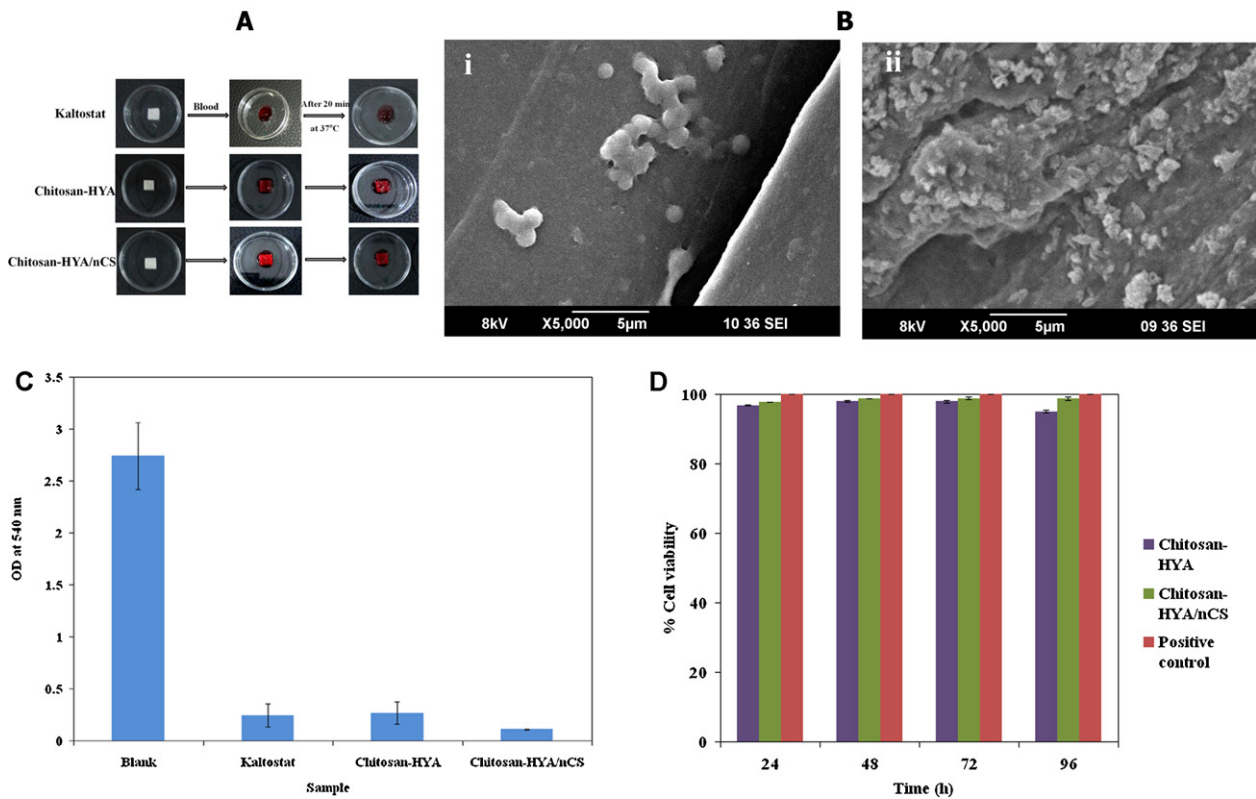 A
Kaltostat
Blood
After 20 min
at 37°C
Chitosan-HYA
Chitosan-HYA/nCS
B
i
8kV X5,000 5µm 10 36 SEI
ii
8kV X5,000 5µm 09 36 SEI
C
3.5
3
2.5
2
1.5
1
0.5
0
OD at 540 nm
Blank Kaltostat Chitosan-HYA Chitosan-HYA/nCS
Sample
D
100
80
60
40
20
0
% Cell viability
24 48 72 96
Time (h)
Chitosan-
HYA
Chitosan-
HYA/nCS
Positive
control